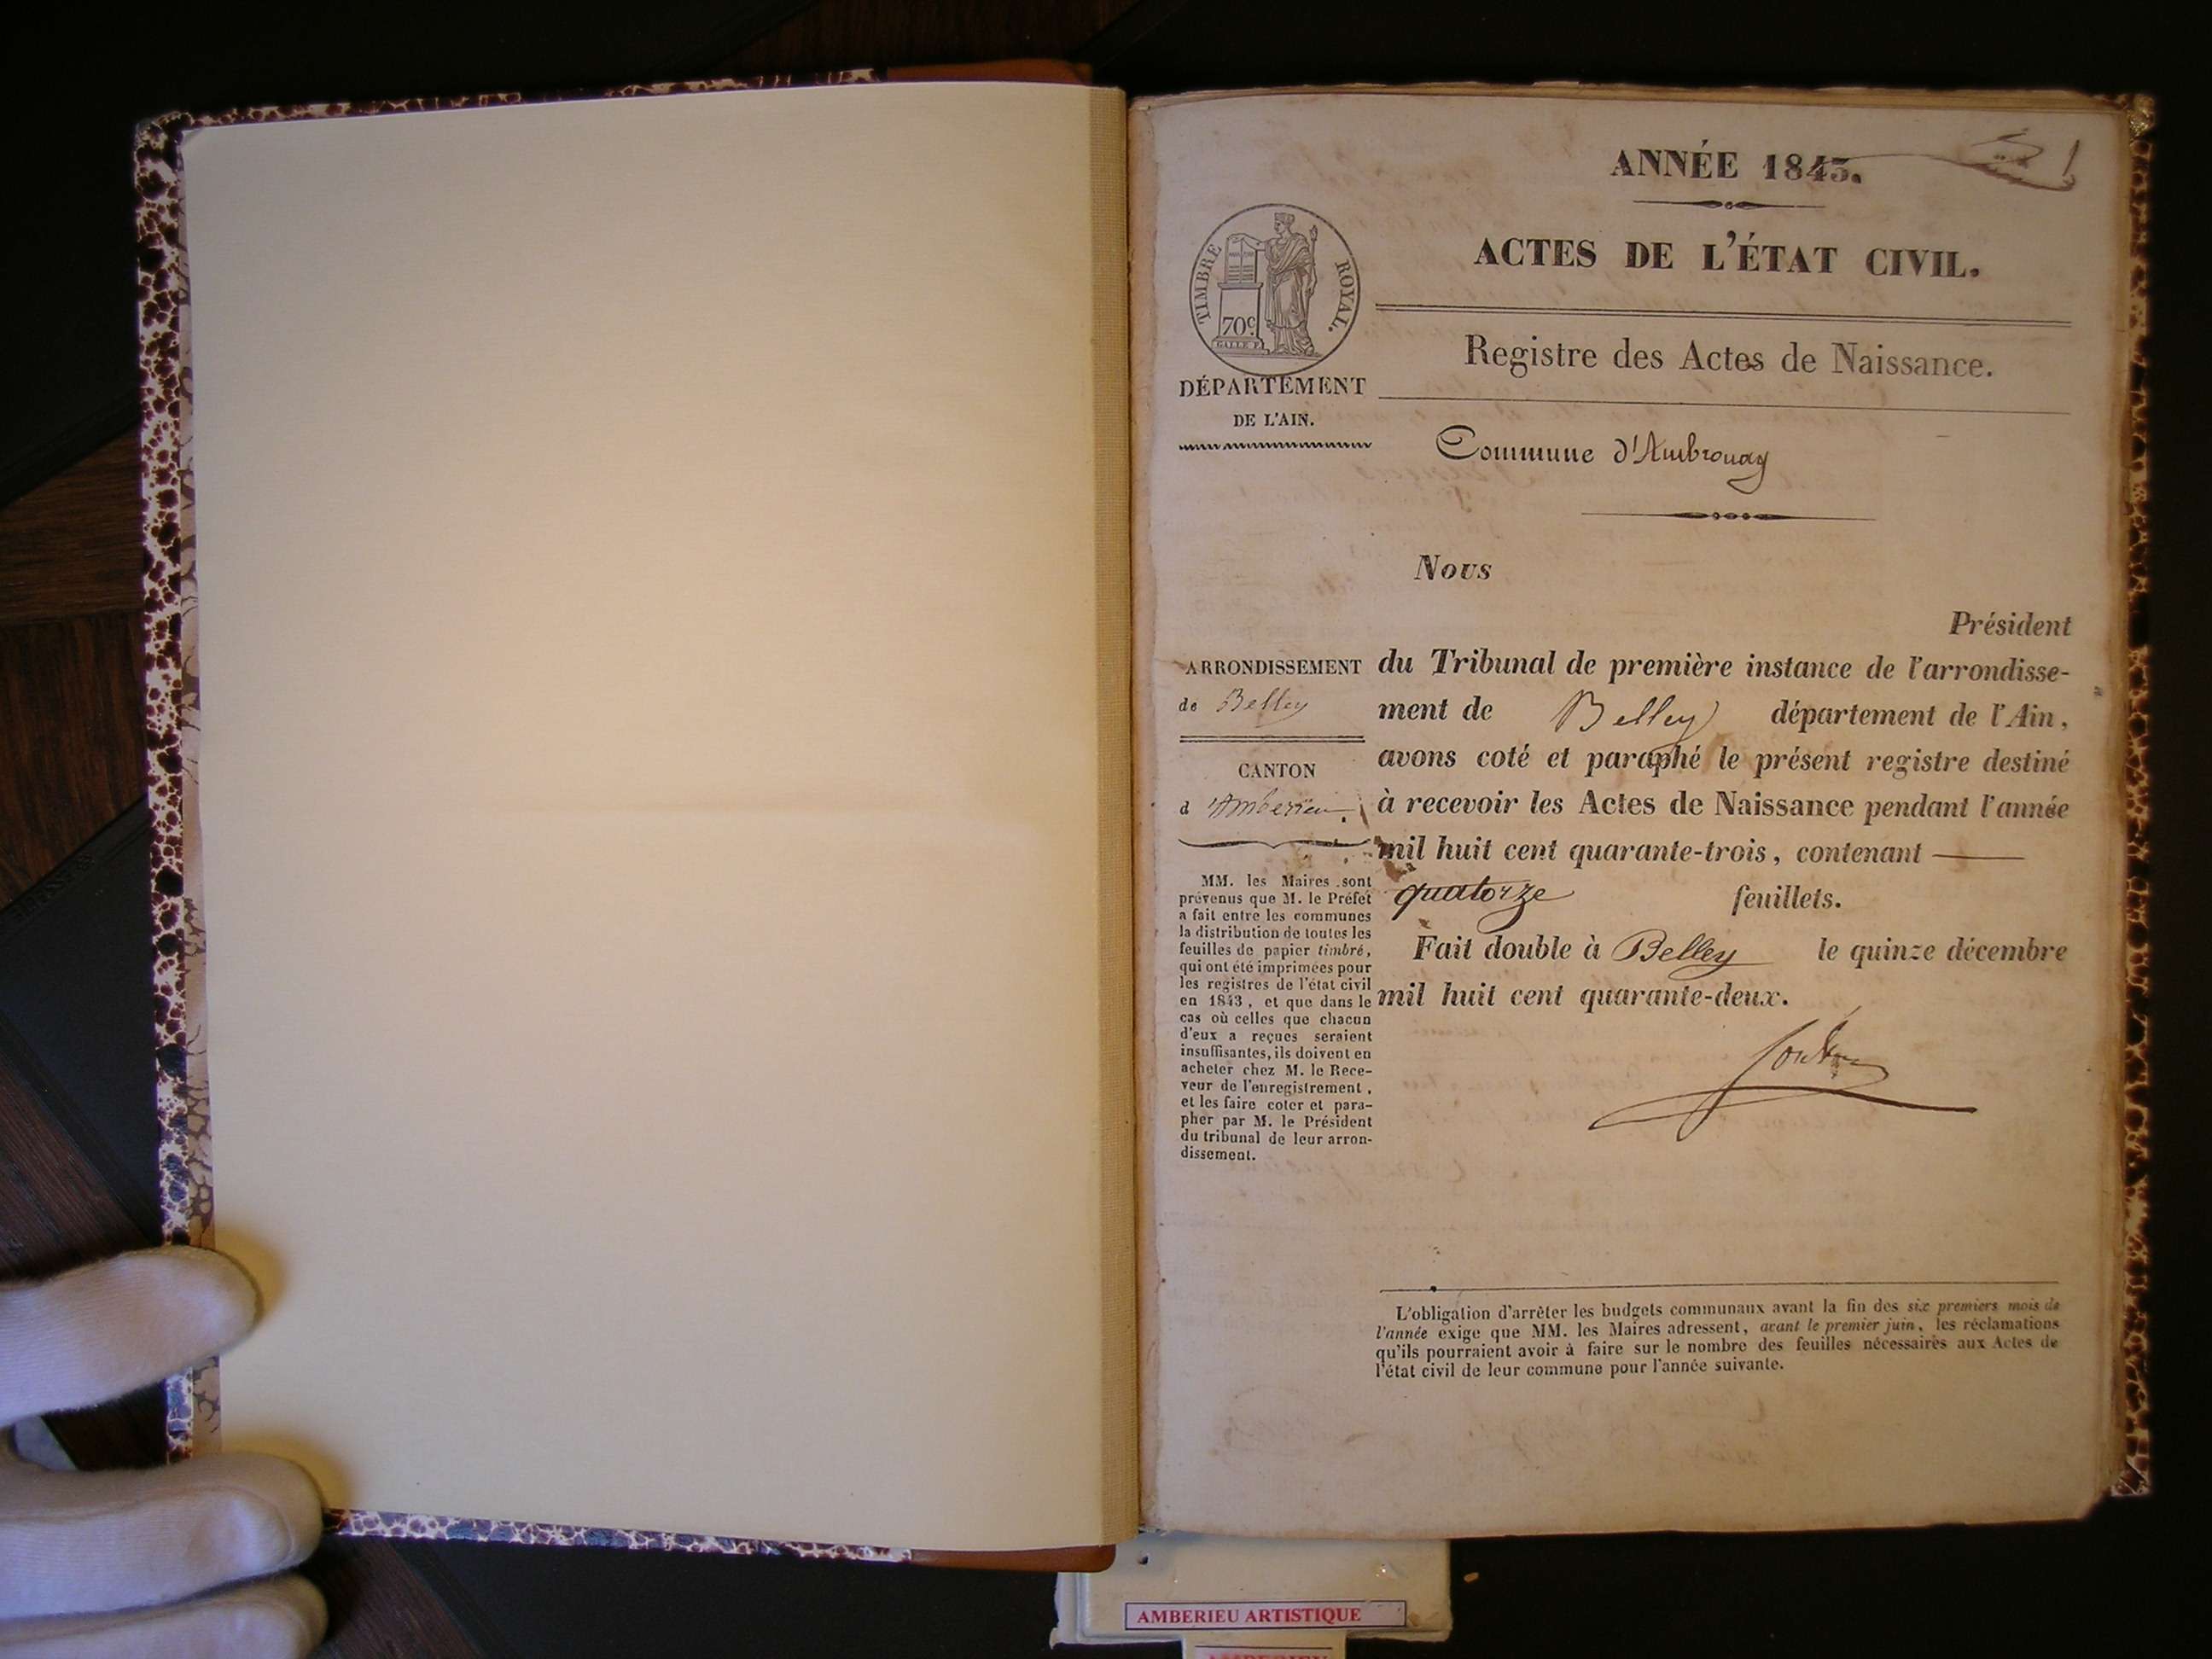 ANNÉE 1843.
1
ACTES DE L'ÉTAT CIVIL.
TIMBRE ROYAL.
70c
Registre des Actes de Naissance.
DÉPARTEMENT
DE L'AIN.
Commune d'Ambronay
Nous
Président
ARRONDISSEMENT
de Belley
CANTON
d'Amberieu.
du Tribunal de première instance de l'arrondisse-
ment de Belley département de l'Ain,
avons coté et paraphé le présent registre destiné
à recevoir les Actes de Naissance pendant l'année
mil huit cent quarante-trois, contenant
quatorze feuillets.
Fait double à Belley le quinze décembre
mil huit cent quarante-deux.
MM. les Maires sont
prévenus que M. le Préfet
a fait entre les communes
la distribution de toutes les
feuilles de papier timbré,
qui ont été imprimées pour
les registres de l'état civil
en 1843, et que dans le
cas où celles que chacun
d'eux a reçues seraient
insuffisantes, ils doivent en
acheter chez M. le Rece-
veur de l'enregistrement,
et les faire coter et para-
pher par M. le Président
du tribunal de leur arron-
dissement.
L'obligation d'arrêter les budgets communaux avant la fin des six premiers mois de
l'année exige que MM. les Maires adressent, avant le premier juin, les réclamations
qu'ils pourraient avoir à faire sur le nombre des feuilles nécessaires aux Actes de
l'état civil de leur commune pour l'année suivante.
AMBERIEU ARTISTIQUE